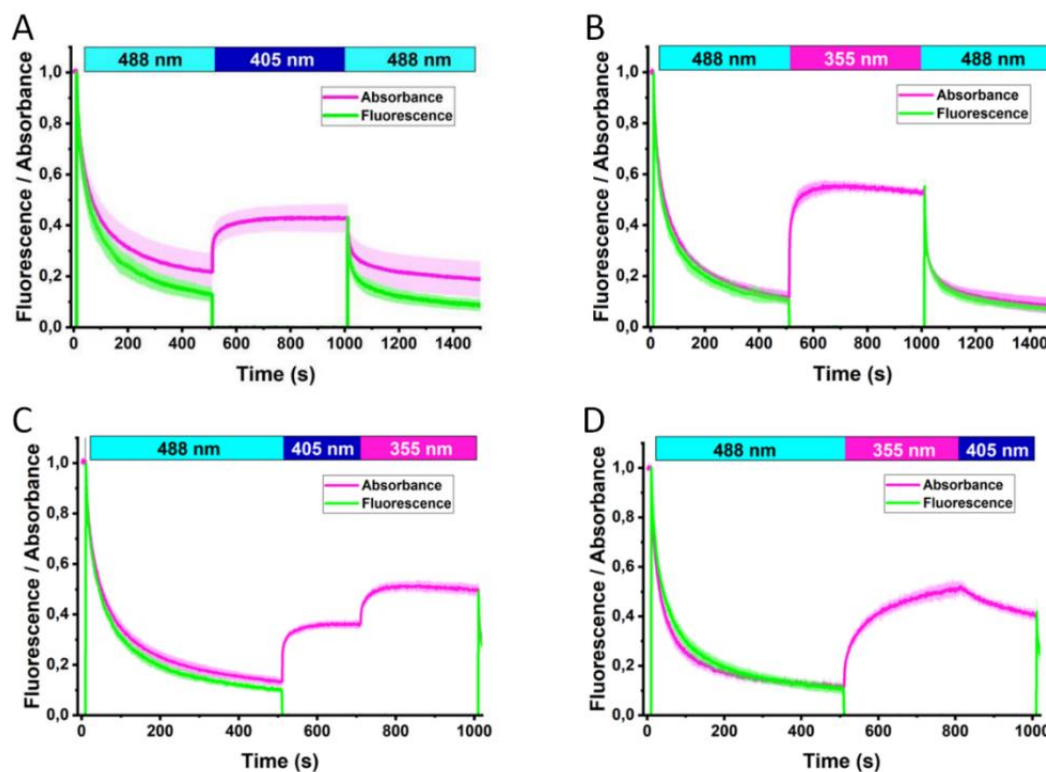 A
488 nm 405 nm 488 nm
Absorbance
Fluorescence
Fluorescence / Absorbance
1,0
0,8
0,6
0,4
0,2
0,0
0 200 400 600 800 1000 1200 1400
Time (s)
B
488 nm 355 nm 488 nm
Absorbance
Fluorescence
Fluorescence / Absorbance
1,0
0,8
0,6
0,4
0,2
0,0
0 200 400 600 800 1000 1200 1400
Time (s)
C
488 nm 405 nm 355 nm
Absorbance
Fluorescence
Fluorescence / Absorbance
1,0
0,8
0,6
0,4
0,2
0,0
0 200 400 600 800 1000
Time (s)
D
488 nm 355 nm 405 nm
Absorbance
Fluorescence
Fluorescence / Absorbance
1,0
0,8
0,6
0,4
0,2
0,0
0 200 400 600 800
Time (s)